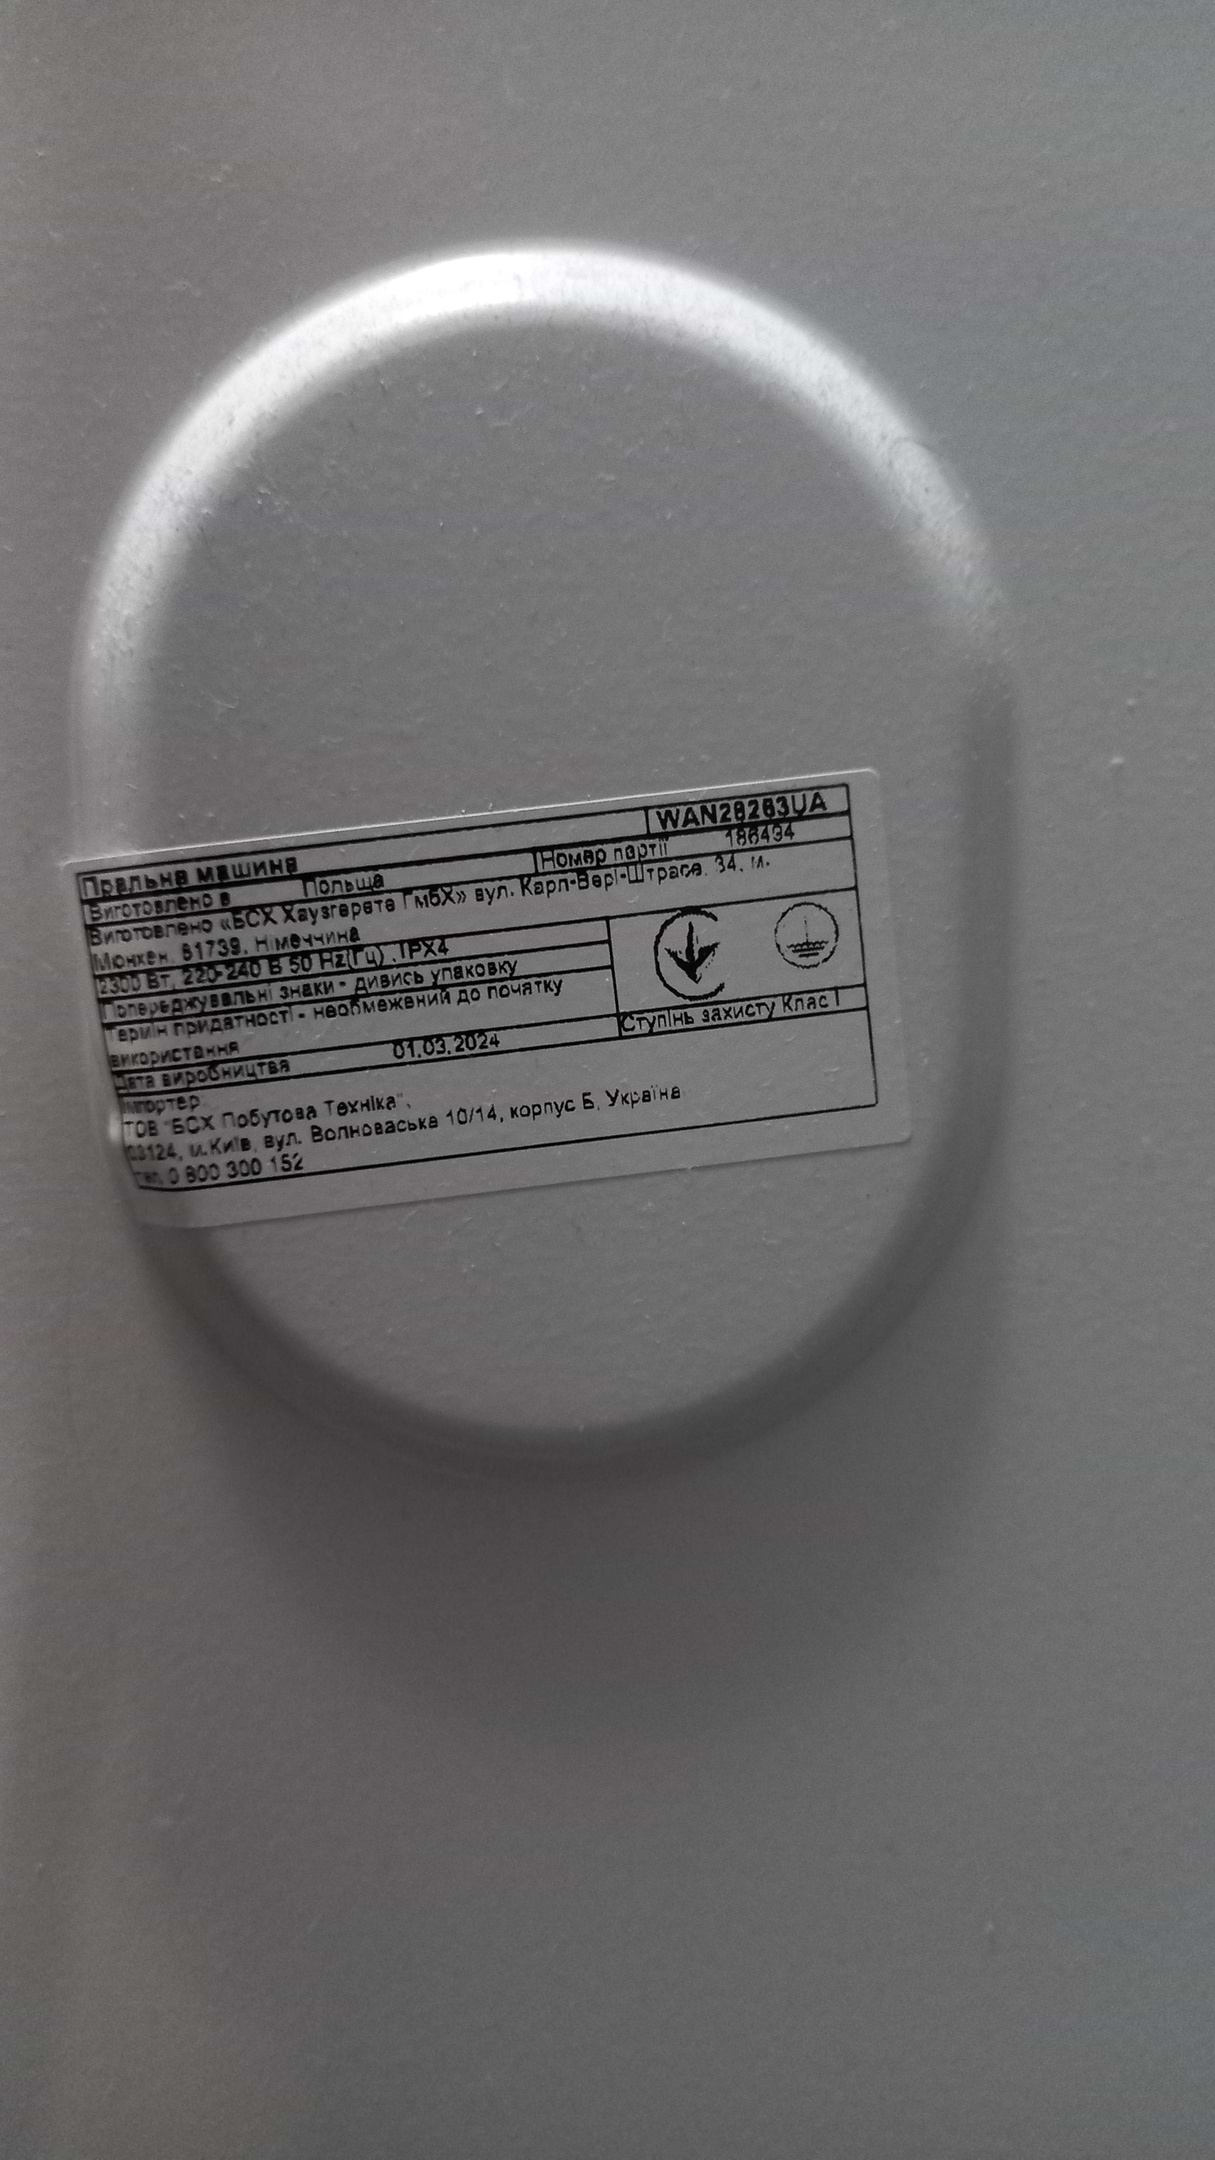 Пральна машина WAN28263UA
Виготовлено в Польща Номер партії 186494
Виготовлено «БСХ Хаузгерете ГмбХ» вул. Карл-Вері-Штрасе, 34, м.
Мюнхен, 81739, Німеччина
2300 Вт, 220-240 В 50 Hz(Гц) , IPX4
Попереджувальні знаки - дивись упаковку
Термін придатності - необмежений до початку
використання
Ступінь захисту Клас I
Дата виробництва 01.03.2024
Імпортер
ТОВ "БСХ Побутова Техніка",
03124, м.Київ, вул. Волноваська 10/14, корпус Б, Україна
тел. 0 800 300 152